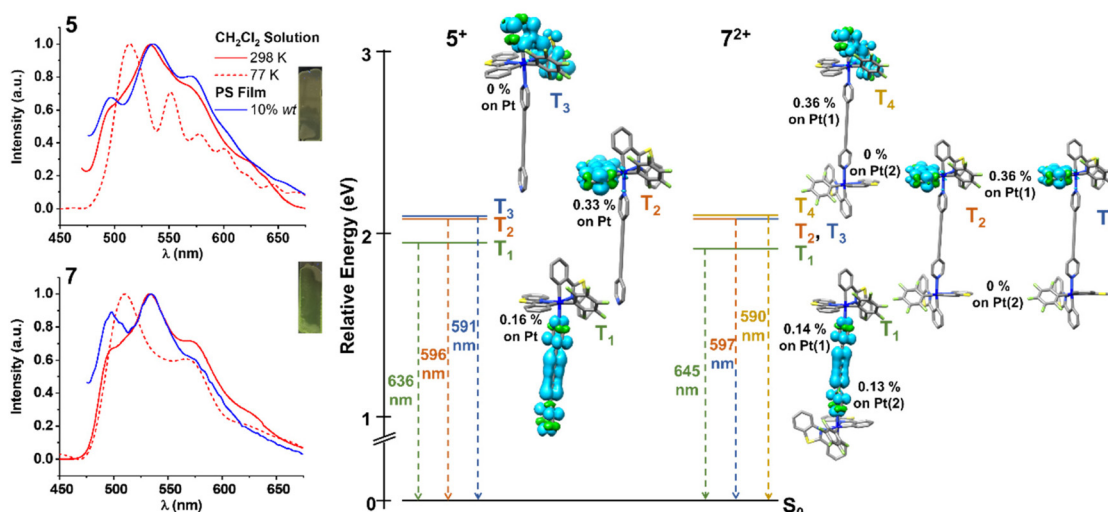 5
CH2Cl2 Solution
298 K
77 K
PS Film
10% wt
Intensity (a.u.)
1.0
0.8
0.6
0.4
0.2
0.0
450 500 550 600 650
λ (nm)
7
Intensity (a.u.)
1.0
0.8
0.6
0.4
0.2
0.0
450 500 550 600 650
λ (nm)
Relative Energy (eV)
3
2
1
0
5+
0 %
on Pt
T3
0.33 %
on Pt
T2
T3
T2
T1
0.16 %
on Pt
T1
636
nm
596
nm
591
nm
72+
T4
0.36 %
on Pt(1)
0 %
on Pt(2)
T4
T2, T3
T1
0.36 %
on Pt(1)
T2
0 %
on Pt(2)
0.14 %
on Pt(1)
T1
0.13 %
on Pt(2)
645
nm
597
nm
590
nm
S0